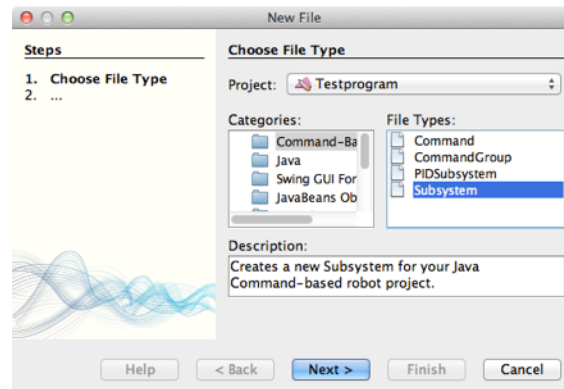 New File
Steps
1. Choose File Type
2. ...
Choose File Type
Project: Testprogram
Categories:
Command-Ba
Java
Swing GUI For
JavaBeans Ob
File Types:
Command
CommandGroup
PIDSubsystem
Subsystem
Description:
Creates a new Subsystem for your Java
Command-based robot project.
Help < Back Next > Finish Cancel